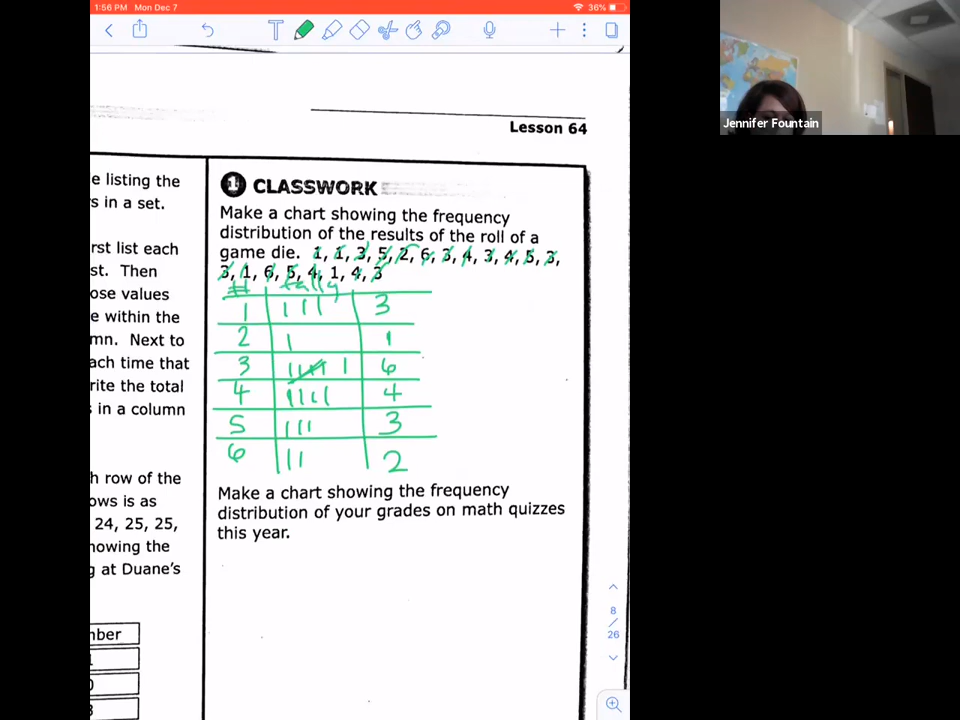 1:56 PM Mon Dec 7
36%
T
Jennifer Fountain
Lesson 64
e listing the
s in a set.
rst list each
st. Then
ose values
e within the
mn. Next to
ach time that
rite the total
s in a column
h row of the
ows is as
24, 25, 25,
howing the
g at Duane's
nber
1
0
3
1 CLASSWORK
Make a chart showing the frequency
distribution of the results of the roll of a
game die. 1, 1, 3, 5, 2, 6, 3, 4, 3, 4, 5, 3,
3, 1, 6, 5, 4, 1, 4, 3
# tally
1 ||| 3
2 | 1
3 |||| | 6
4 |||| 4
5 ||| 3
6 || 2
Make a chart showing the frequency
distribution of your grades on math quizzes
this year.
8
/
26